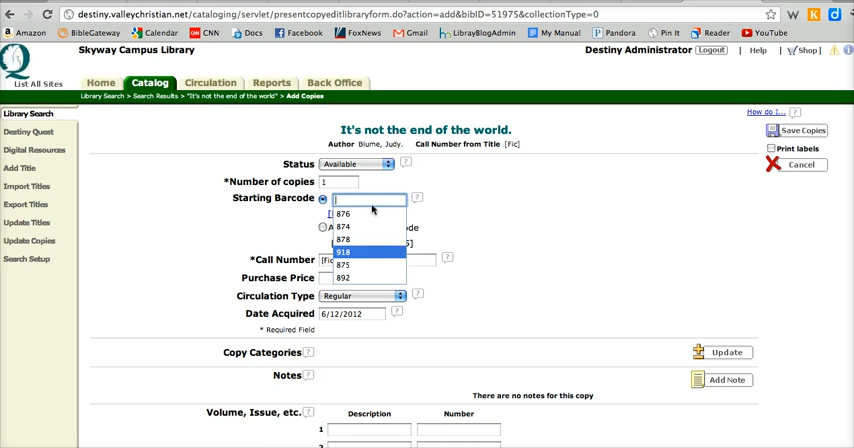 destiny.valleychristian.net/cataloging/servlet/presentcopyeditlibraryform.do?action=add&bibID=51975&collectionType=0
Amazon BibleGateway Calendar CNN Docs Facebook FoxNews Gmail LibrayBlogAdmin My Manual Pandora Pin It Reader YouTube
Skyway Campus Library
Destiny Administrator Logout Help Shop
List All Sites
Home Catalog Circulation Reports Back Office
Library Search > Search Results > "It's not the end of the world" > Add Copies
Library Search
Destiny Quest
Digital Resources
Add Title
Import Titles
Export Titles
Update Titles
Update Copies
Search Setup
How do I... ?
It's not the end of the world.
Author Blume, Judy. Call Number from Title [Fic]
Save Copies
Print labels
Cancel
Status Available ?
*Number of copies 1
Starting Barcode ?
876
874
878
918
875
892
*Call Number [Fic ?
Purchase Price
Circulation Type Regular ?
Date Acquired 6/12/2012 ?
* Required Field
Copy Categories ? Update
Notes ? Add Note
There are no notes for this copy
Volume, Issue, etc. ? Description Number
1